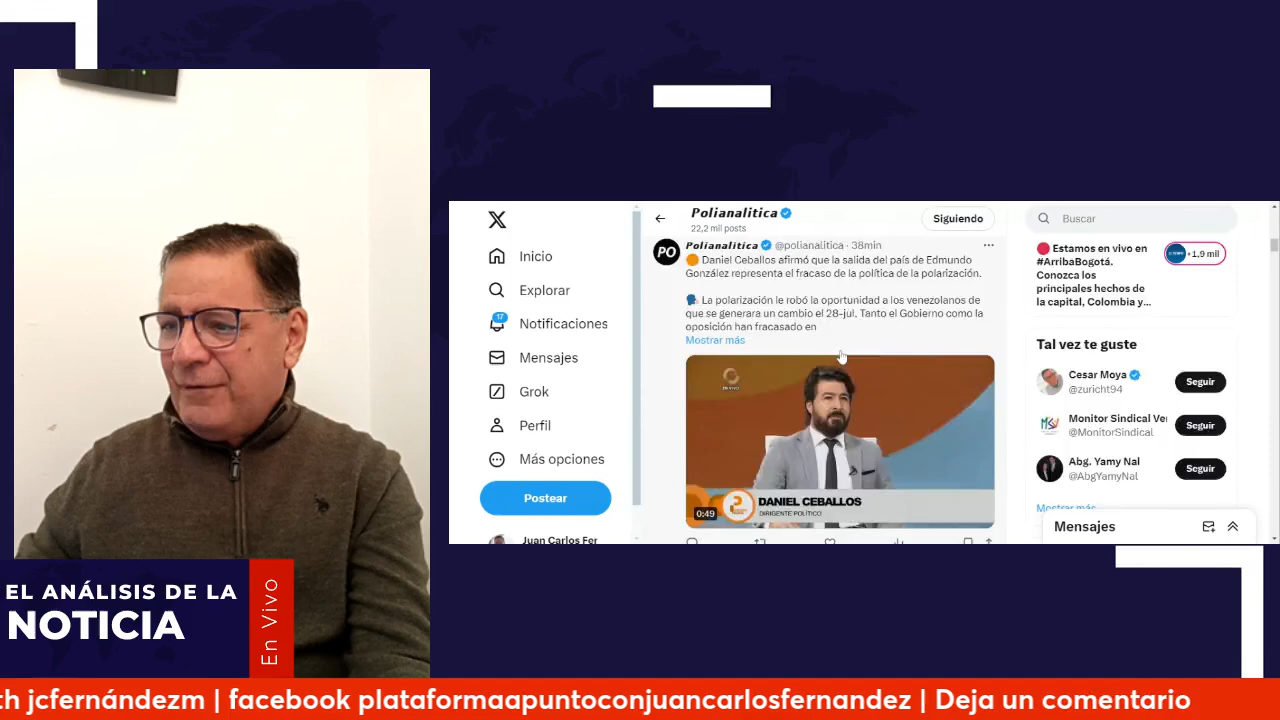 EL ANÁLISIS DE LA
NOTICIA
En Vivo
X
Inicio
Explorar
17
Notificaciones
Mensajes
Grok
Perfil
Más opciones
Postear
Juan Carlos Fer
Polianalitica
22,2 mil posts
Siguiendo
PO
Polianalitica @polianalitica · 38min
Daniel Ceballos afirmó que la salida del país de Edmundo
González representa el fracaso de la política de la polarización.
La polarización le robó la oportunidad a los venezolanos de
que se generara un cambio el 28-jul. Tanto el Gobierno como la
oposición han fracasado en
Mostrar más
EN VIVO
DANIEL CEBALLOS
DIRIGENTE POLÍTICO
0:49
Buscar
Estamos en vivo en
#ArribaBogotá.
Conozca los
principales hechos de
la capital, Colombia y...
+1,9 mil
Tal vez te guste
Cesar Moya
@zuricht94
Seguir
Monitor Sindical Ve
@MonitorSindical
Seguir
Abg. Yamy Nal
@AbgYamyNal
Seguir
Mostrar más
Mensajes
th jcfernándezm | facebook plataformaapuntoconjuancarlosfernandez | Deja un comentario